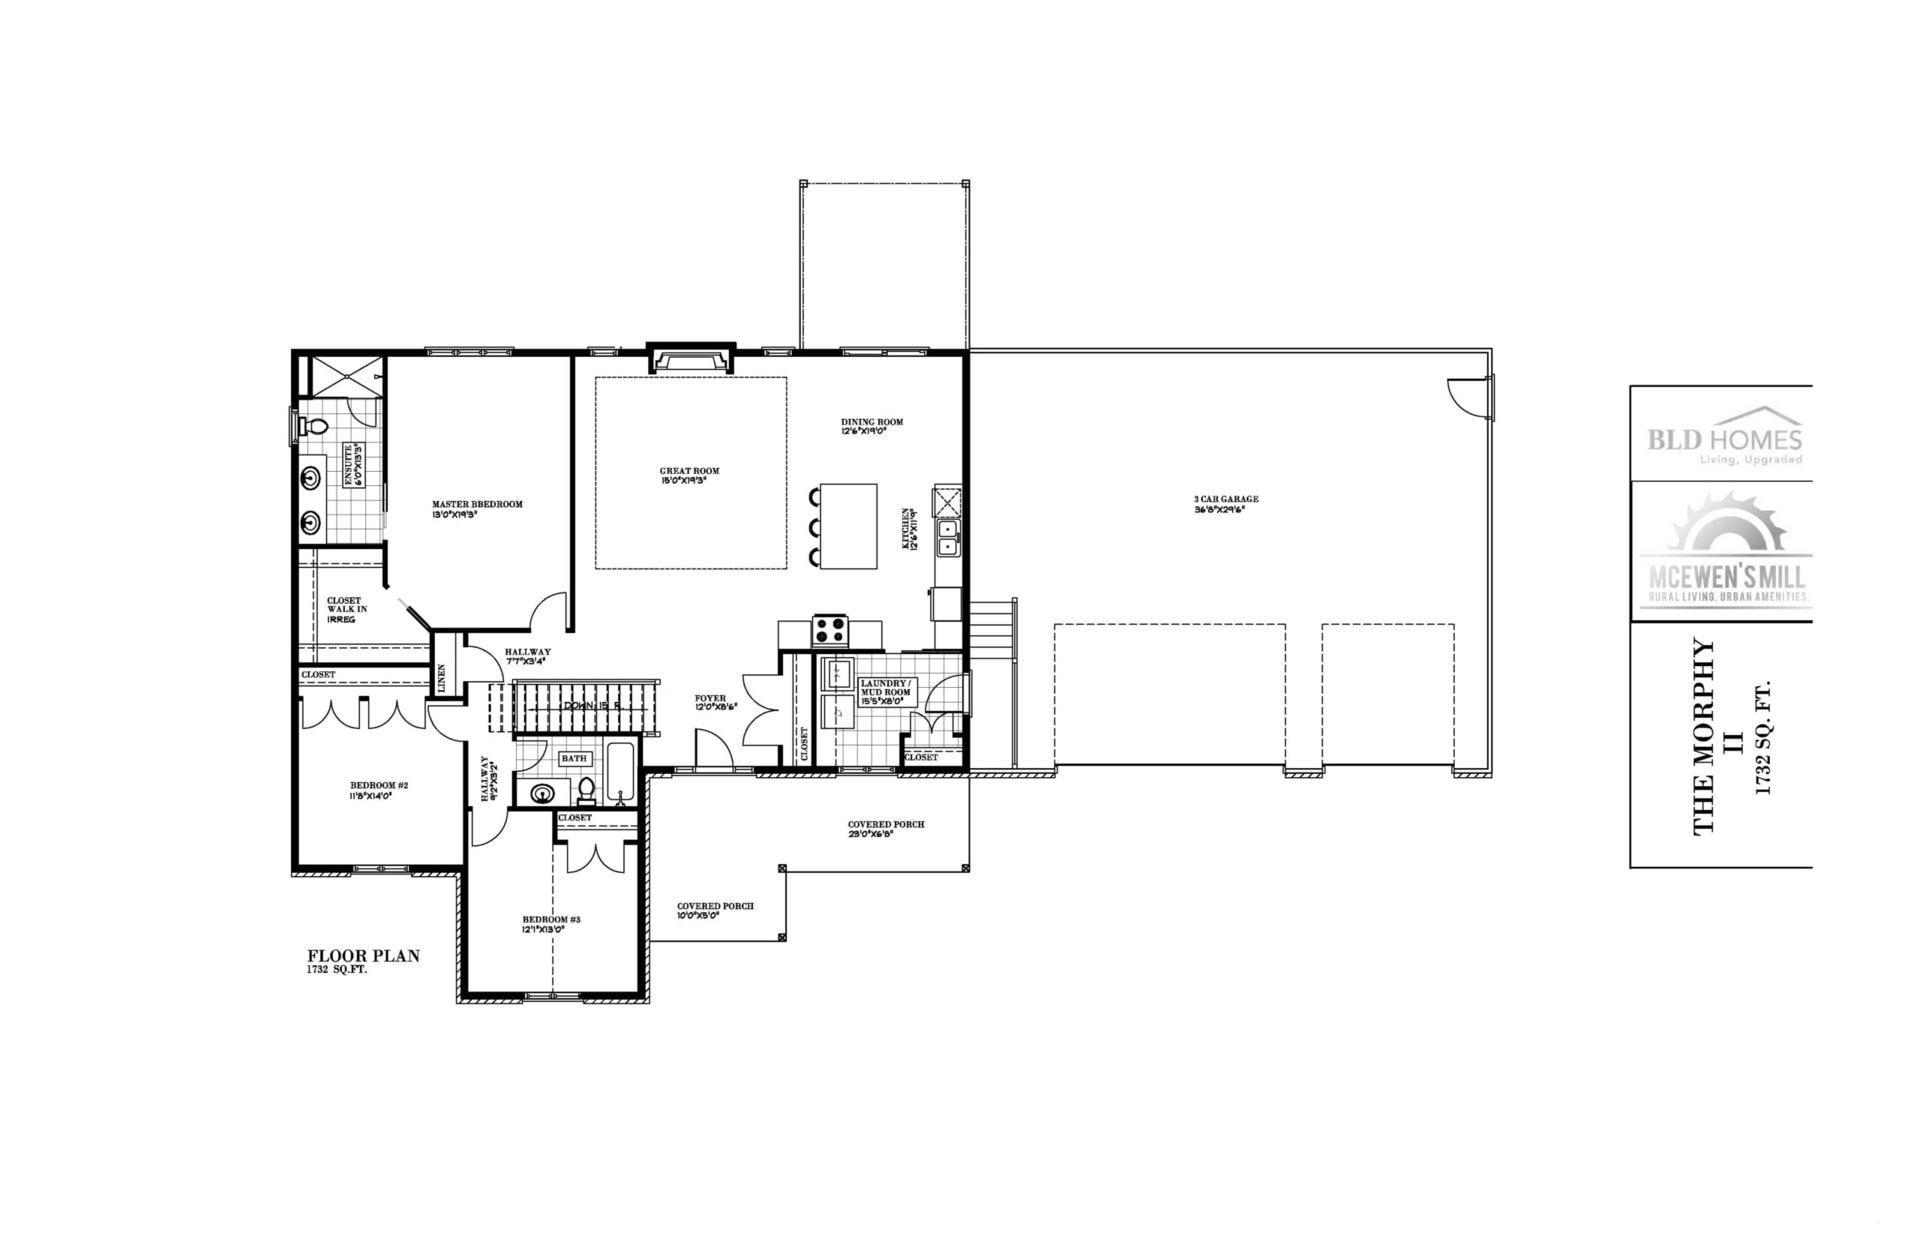 DINING ROOM
12'6"X19'0"
GREAT ROOM
15'0"X19'3"
ENSUITE
6'0"X13'3"
MASTER BBEDROOM
13'0"X19'3"
KITCHEN
12'6"X11'9"
3 CAR GARAGE
36'8"X29'6"
CLOSET
WALK IN
IRREG
HALLWAY
7'7"X3'4"
LINEN
CLOSET
DOWN 15 R.
FOYER
12'0"X8'6"
CLOSET
LAUNDRY /
MUD ROOM
15'5"X8'0"
CLOSET
BATH
HALLWAY
9'2"X3'2"
BEDROOM #2
11'8"X14'0"
CLOSET
COVERED PORCH
23'0"X6'8"
COVERED PORCH
10'0"X5'0"
BEDROOM #3
12'1"X13'0"
FLOOR PLAN
1732 SQ.FT.
BLD HOMES
Living, Upgraded
MCEWEN'S MILL
RURAL LIVING. URBAN AMENITIES.
THE MORPHY
II
1732 SQ. FT.